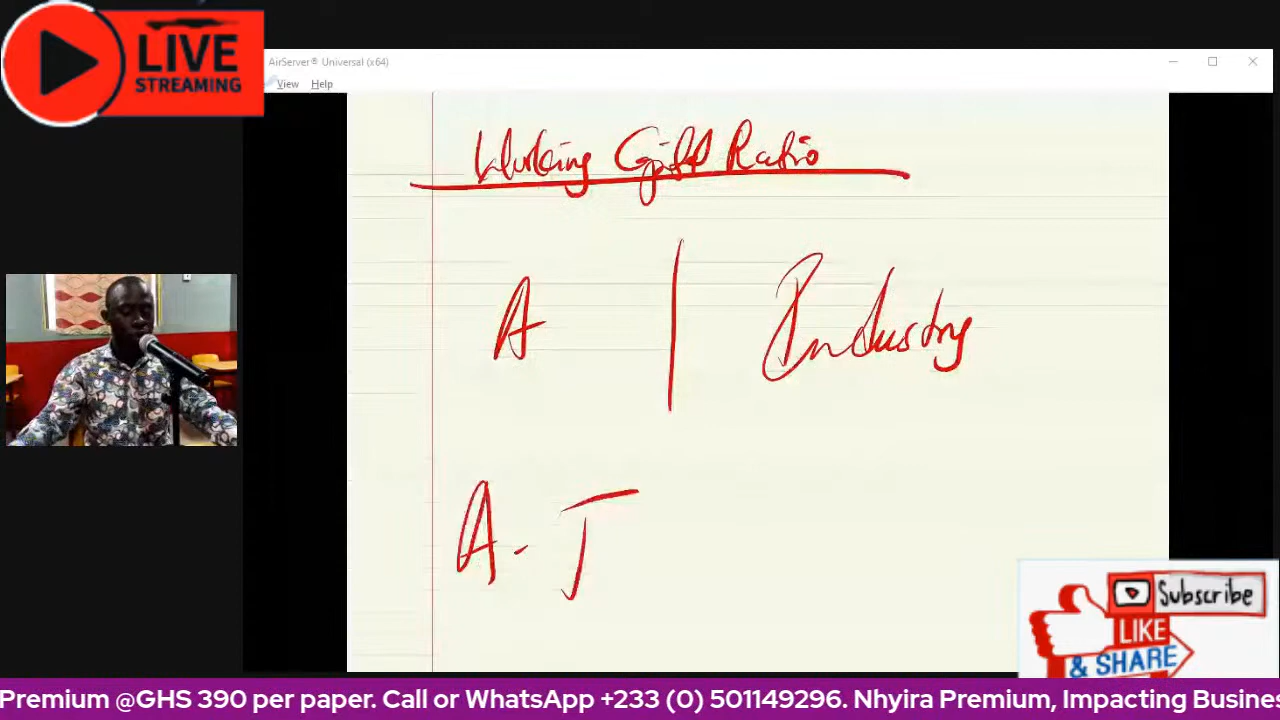 LIVE
STREAMING
AirServer® Universal (x64)
View Help
Working Capital Ratio
A | Industry
A - J
Subscribe
LIKE
& SHARE
Premium @GHS 390 per paper. Call or WhatsApp +233 (0) 501149296. Nhyira Premium, Impacting Busines